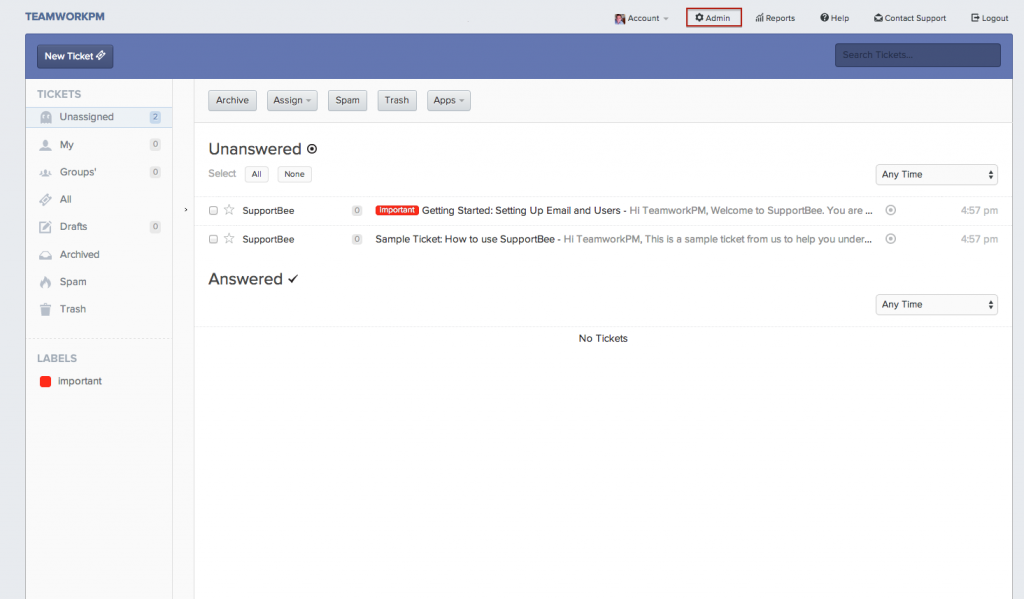 TEAMWORKPM
Account Admin Reports Help Contact Support Logout
New Ticket
Search Tickets...
TICKETS
Unassigned 2
My 0
Groups' 0
All
Drafts 0
Archived
Spam
Trash
LABELS
important
Archive Assign Spam Trash Apps
Unanswered
Select All None
Any Time
SupportBee 0 important Getting Started: Setting Up Email and Users - Hi TeamworkPM, Welcome to SupportBee. You are ... 4:57 pm
SupportBee 0 Sample Ticket: How to use SupportBee - Hi TeamworkPM, This is a sample ticket from us to help you under... 4:57 pm
Answered
Any Time
No Tickets